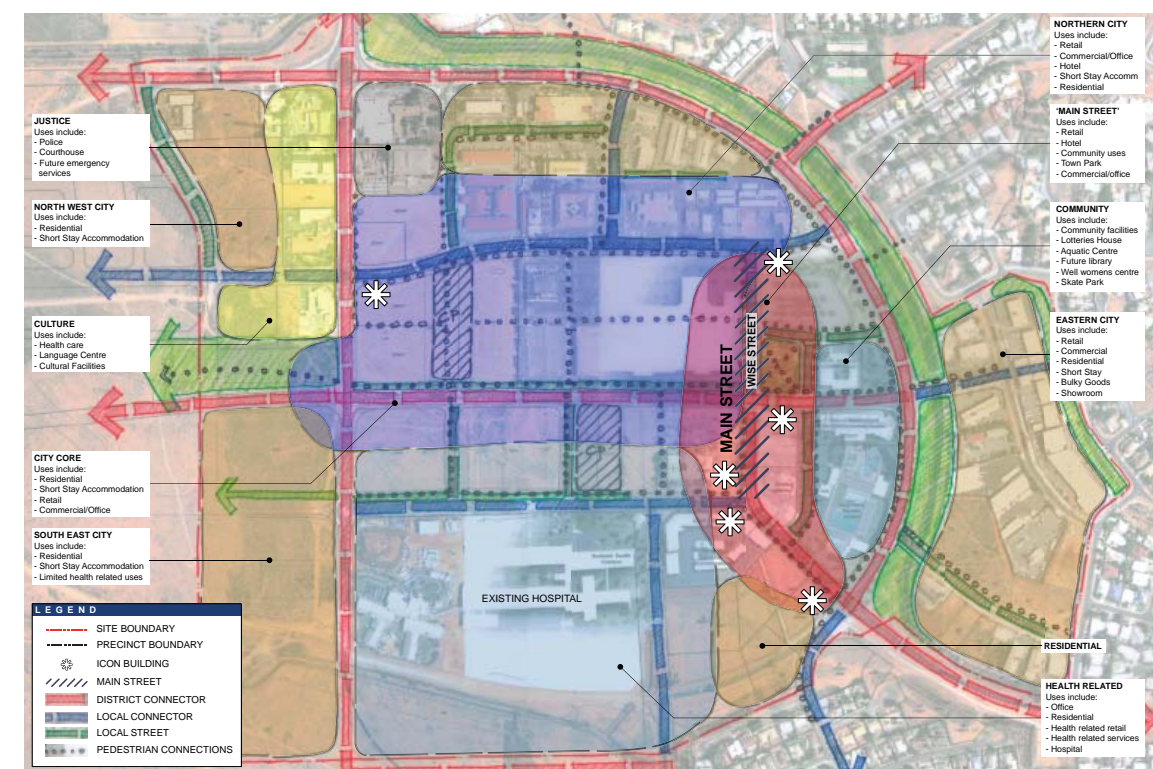 NORTHERN CITY
Uses include:
- Retail
- Commercial/Office
- Hotel
- Short Stay Accomm
- Residential
'MAIN STREET'
Uses include:
- Retail
- Hotel
- Community uses
- Town Park
- Commercial/office
JUSTICE
Uses include:
- Police
- Courthouse
- Future emergency
services
NORTH WEST CITY
Uses include:
- Residential
- Short Stay Accommodation
COMMUNITY
Uses include:
- Community facilities
- Lotteries House
- Aquatic Centre
- Future library
- Well womens centre
- Skate Park
CULTURE
Uses include:
- Health care
- Language Centre
- Cultural Facilities
EASTERN CITY
Uses include:
- Retail
- Commercial
- Residential
- Short Stay
- Bulky Goods
- Showroom
MAIN STREET
WISE STREET
CITY CORE
Uses include:
- Residential
- Short Stay Accommodation
- Retail
- Commercial/Office
SOUTH EAST CITY
Uses include:
- Residential
- Short Stay Accommodation
- Limited health related uses
EXISTING HOSPITAL
LEGEND
SITE BOUNDARY
PRECINCT BOUNDARY
ICON BUILDING
MAIN STREET
DISTRICT CONNECTOR
LOCAL CONNECTOR
LOCAL STREET
PEDESTRIAN CONNECTIONS
RESIDENTIAL
HEALTH RELATED
Uses include:
- Office
- Residential
- Health related retail
- Health related services
- Hospital